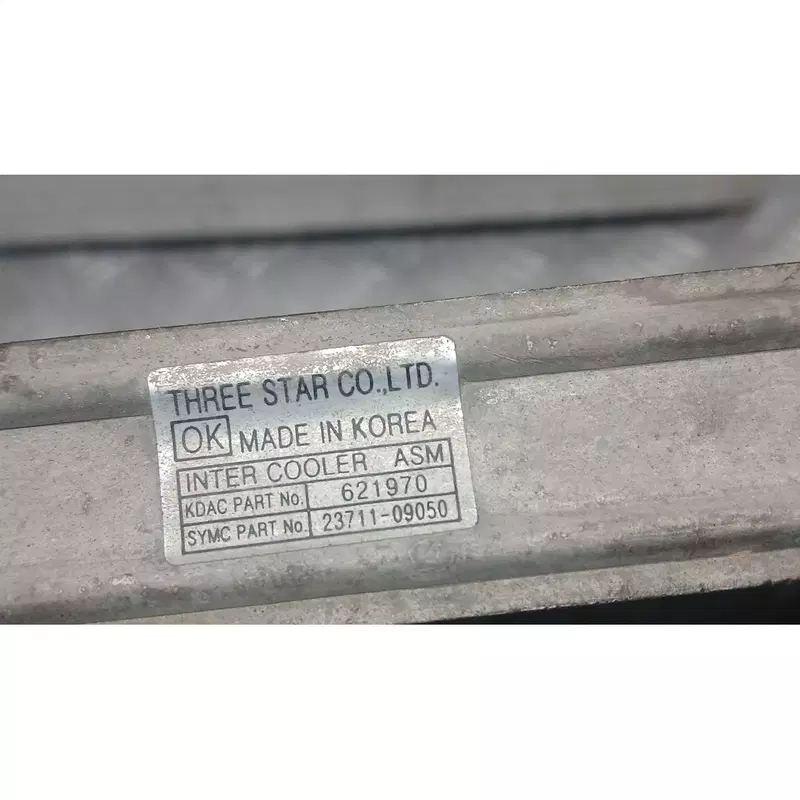 THREE STAR CO.,LTD.
OK MADE IN KOREA
INTER COOLER ASM
KDAC PART No. 621970
SYMC PART No. 23711-09050